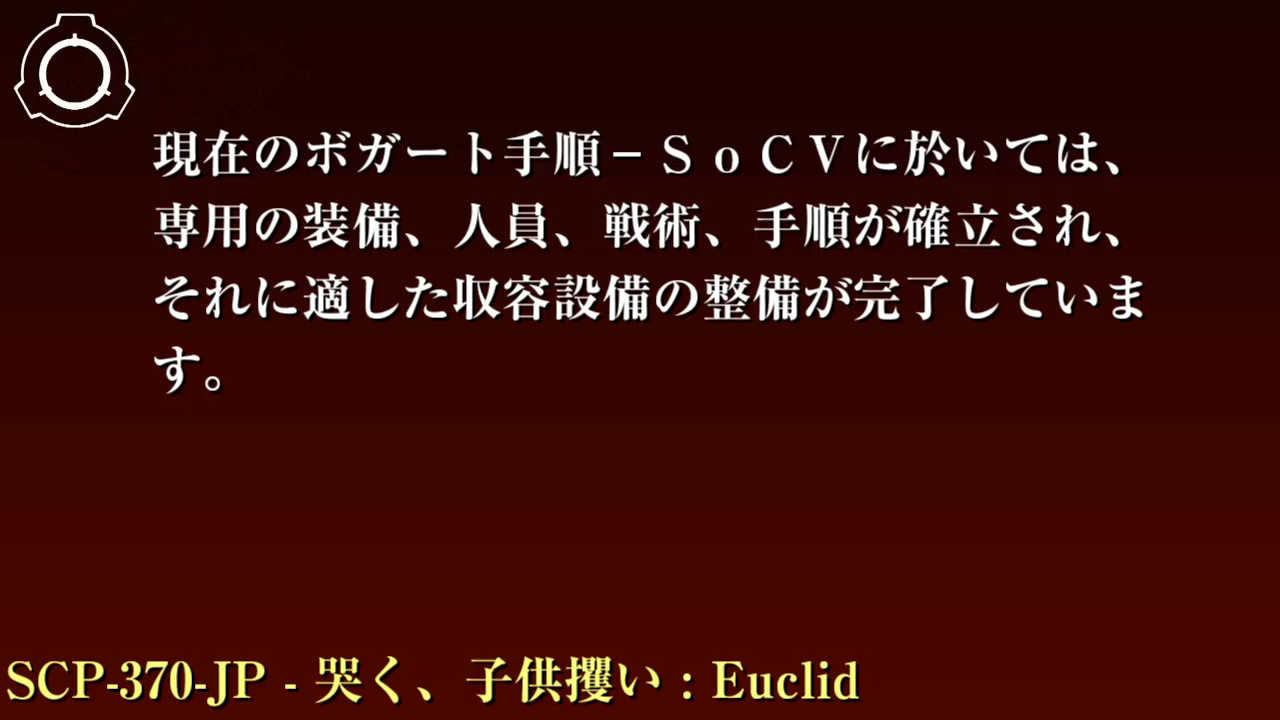 現在のボガート手順－ＳｏＣＶに於いては、
専用の装備、人員、戦術、手順が確立され、
それに適した収容設備の整備が完了していま
す。
SCP-370-JP - 哭く、子供攫い：Euclid